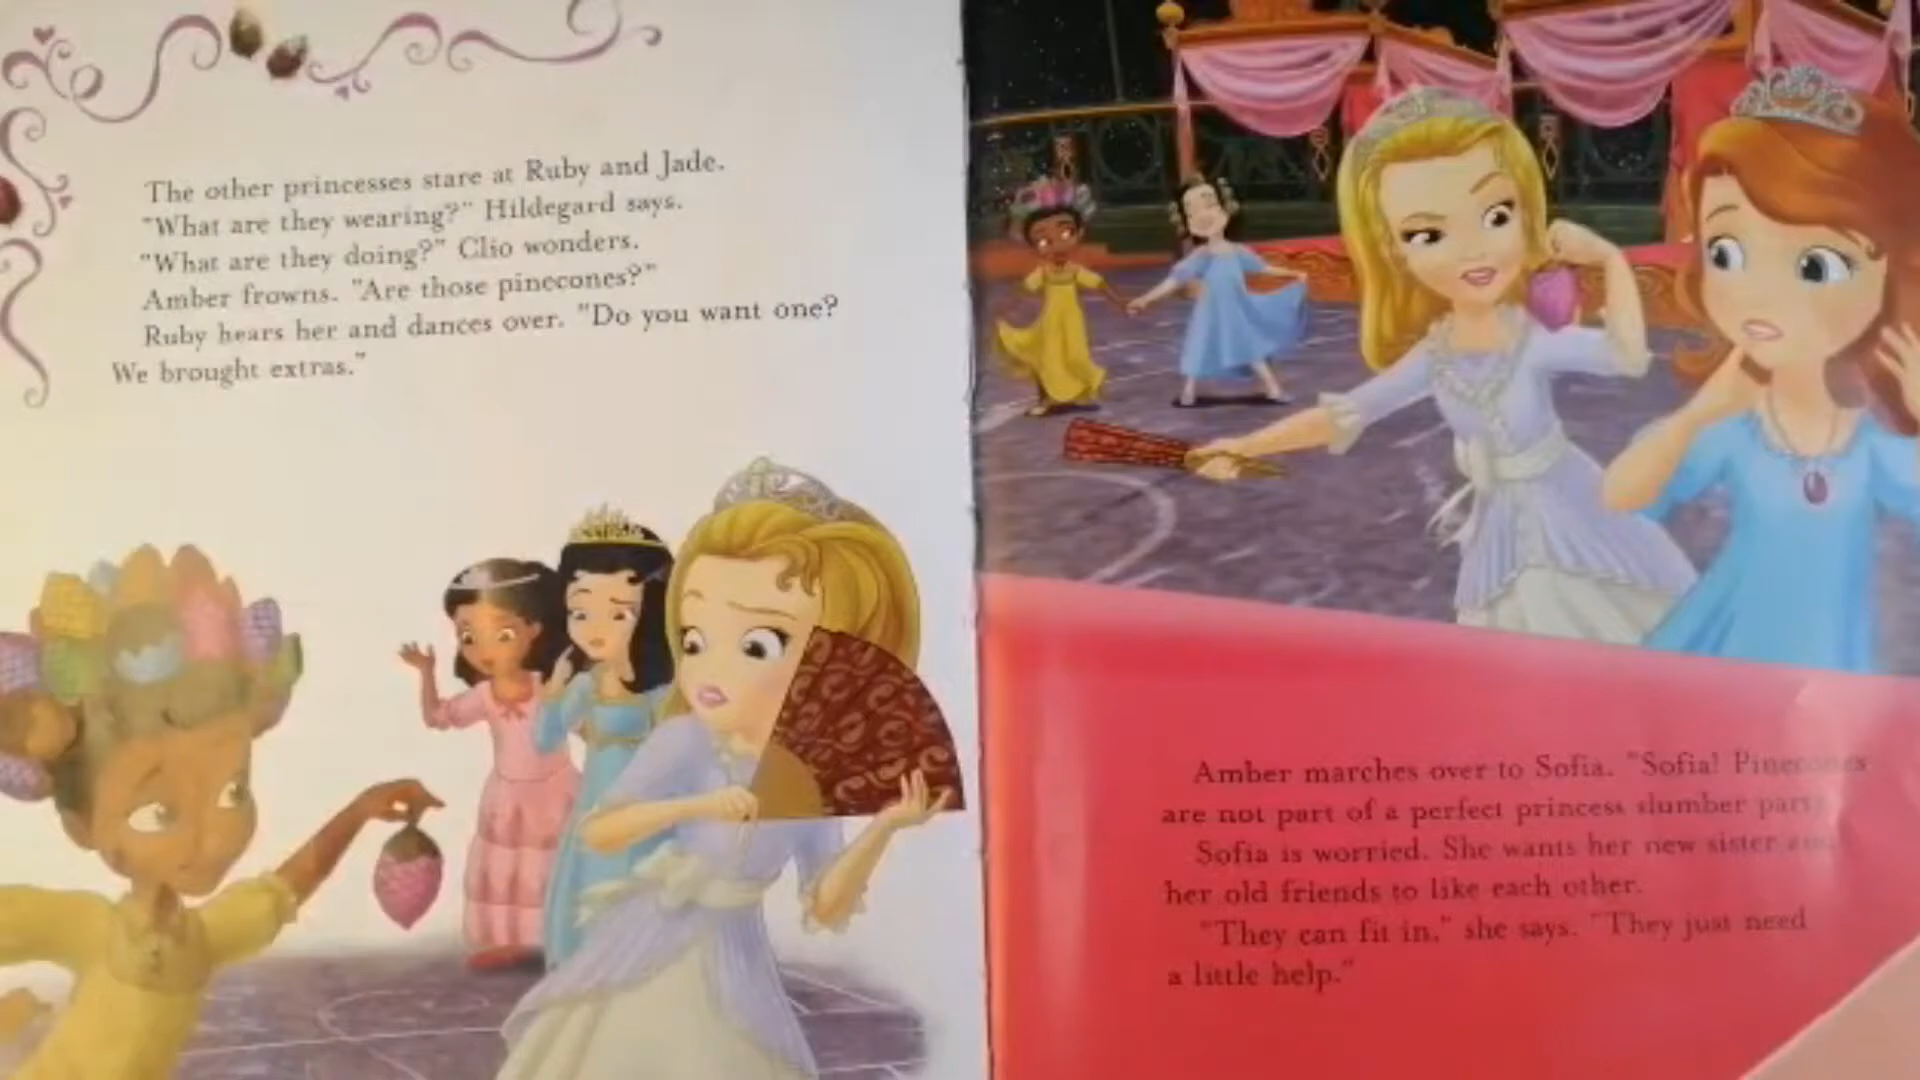 The other princesses stare at Ruby and Jade.
"What are they wearing?" Hildegard says.
"What are they doing?" Clio wonders.
Amber frowns. "Are those pinecones?"
Ruby hears her and dances over. "Do you want one?
We brought extras."
Amber marches over to Sofia. "Sofia! Pinecones
are not part of a perfect princess slumber party
Sofia is worried. She wants her new sister and
her old friends to like each other.
"They can fit in," she says. "They just need
a little help."